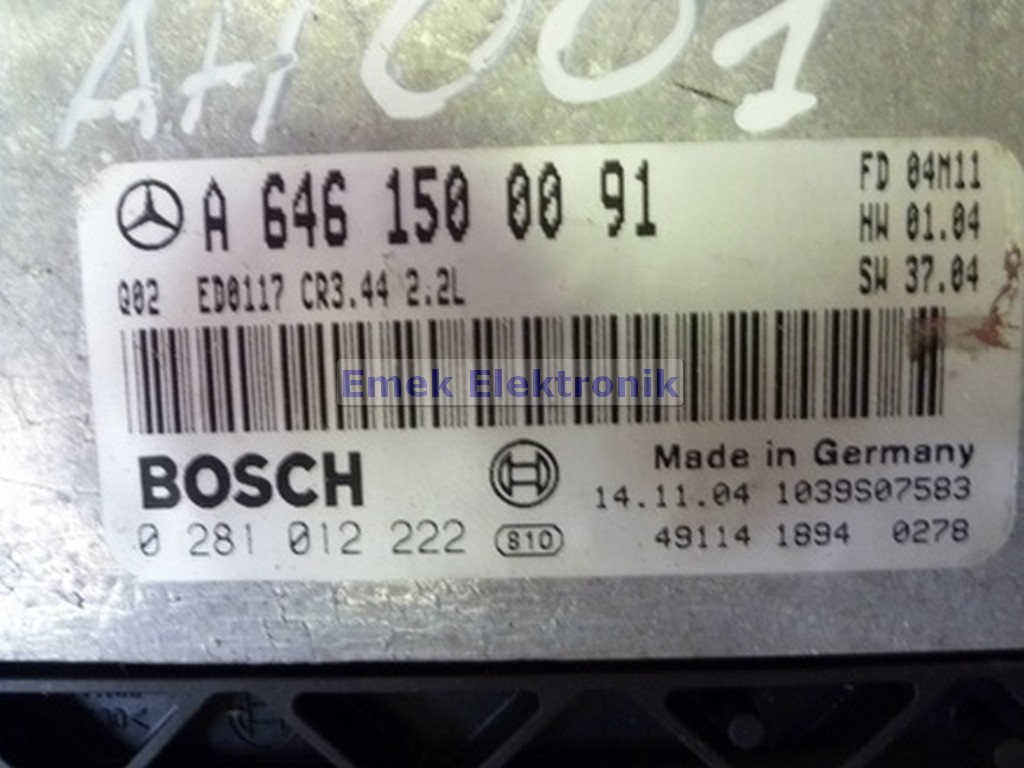 AH001
A 646 150 00 91
FD 04M11
HW 01.04
SW 37.04
Q02 ED0117 CR3.44 2.2L
Emek Elektronik
BOSCH
Made in Germany
14.11.04 1039S07583
0 281 012 222 810
49114 1894 0278